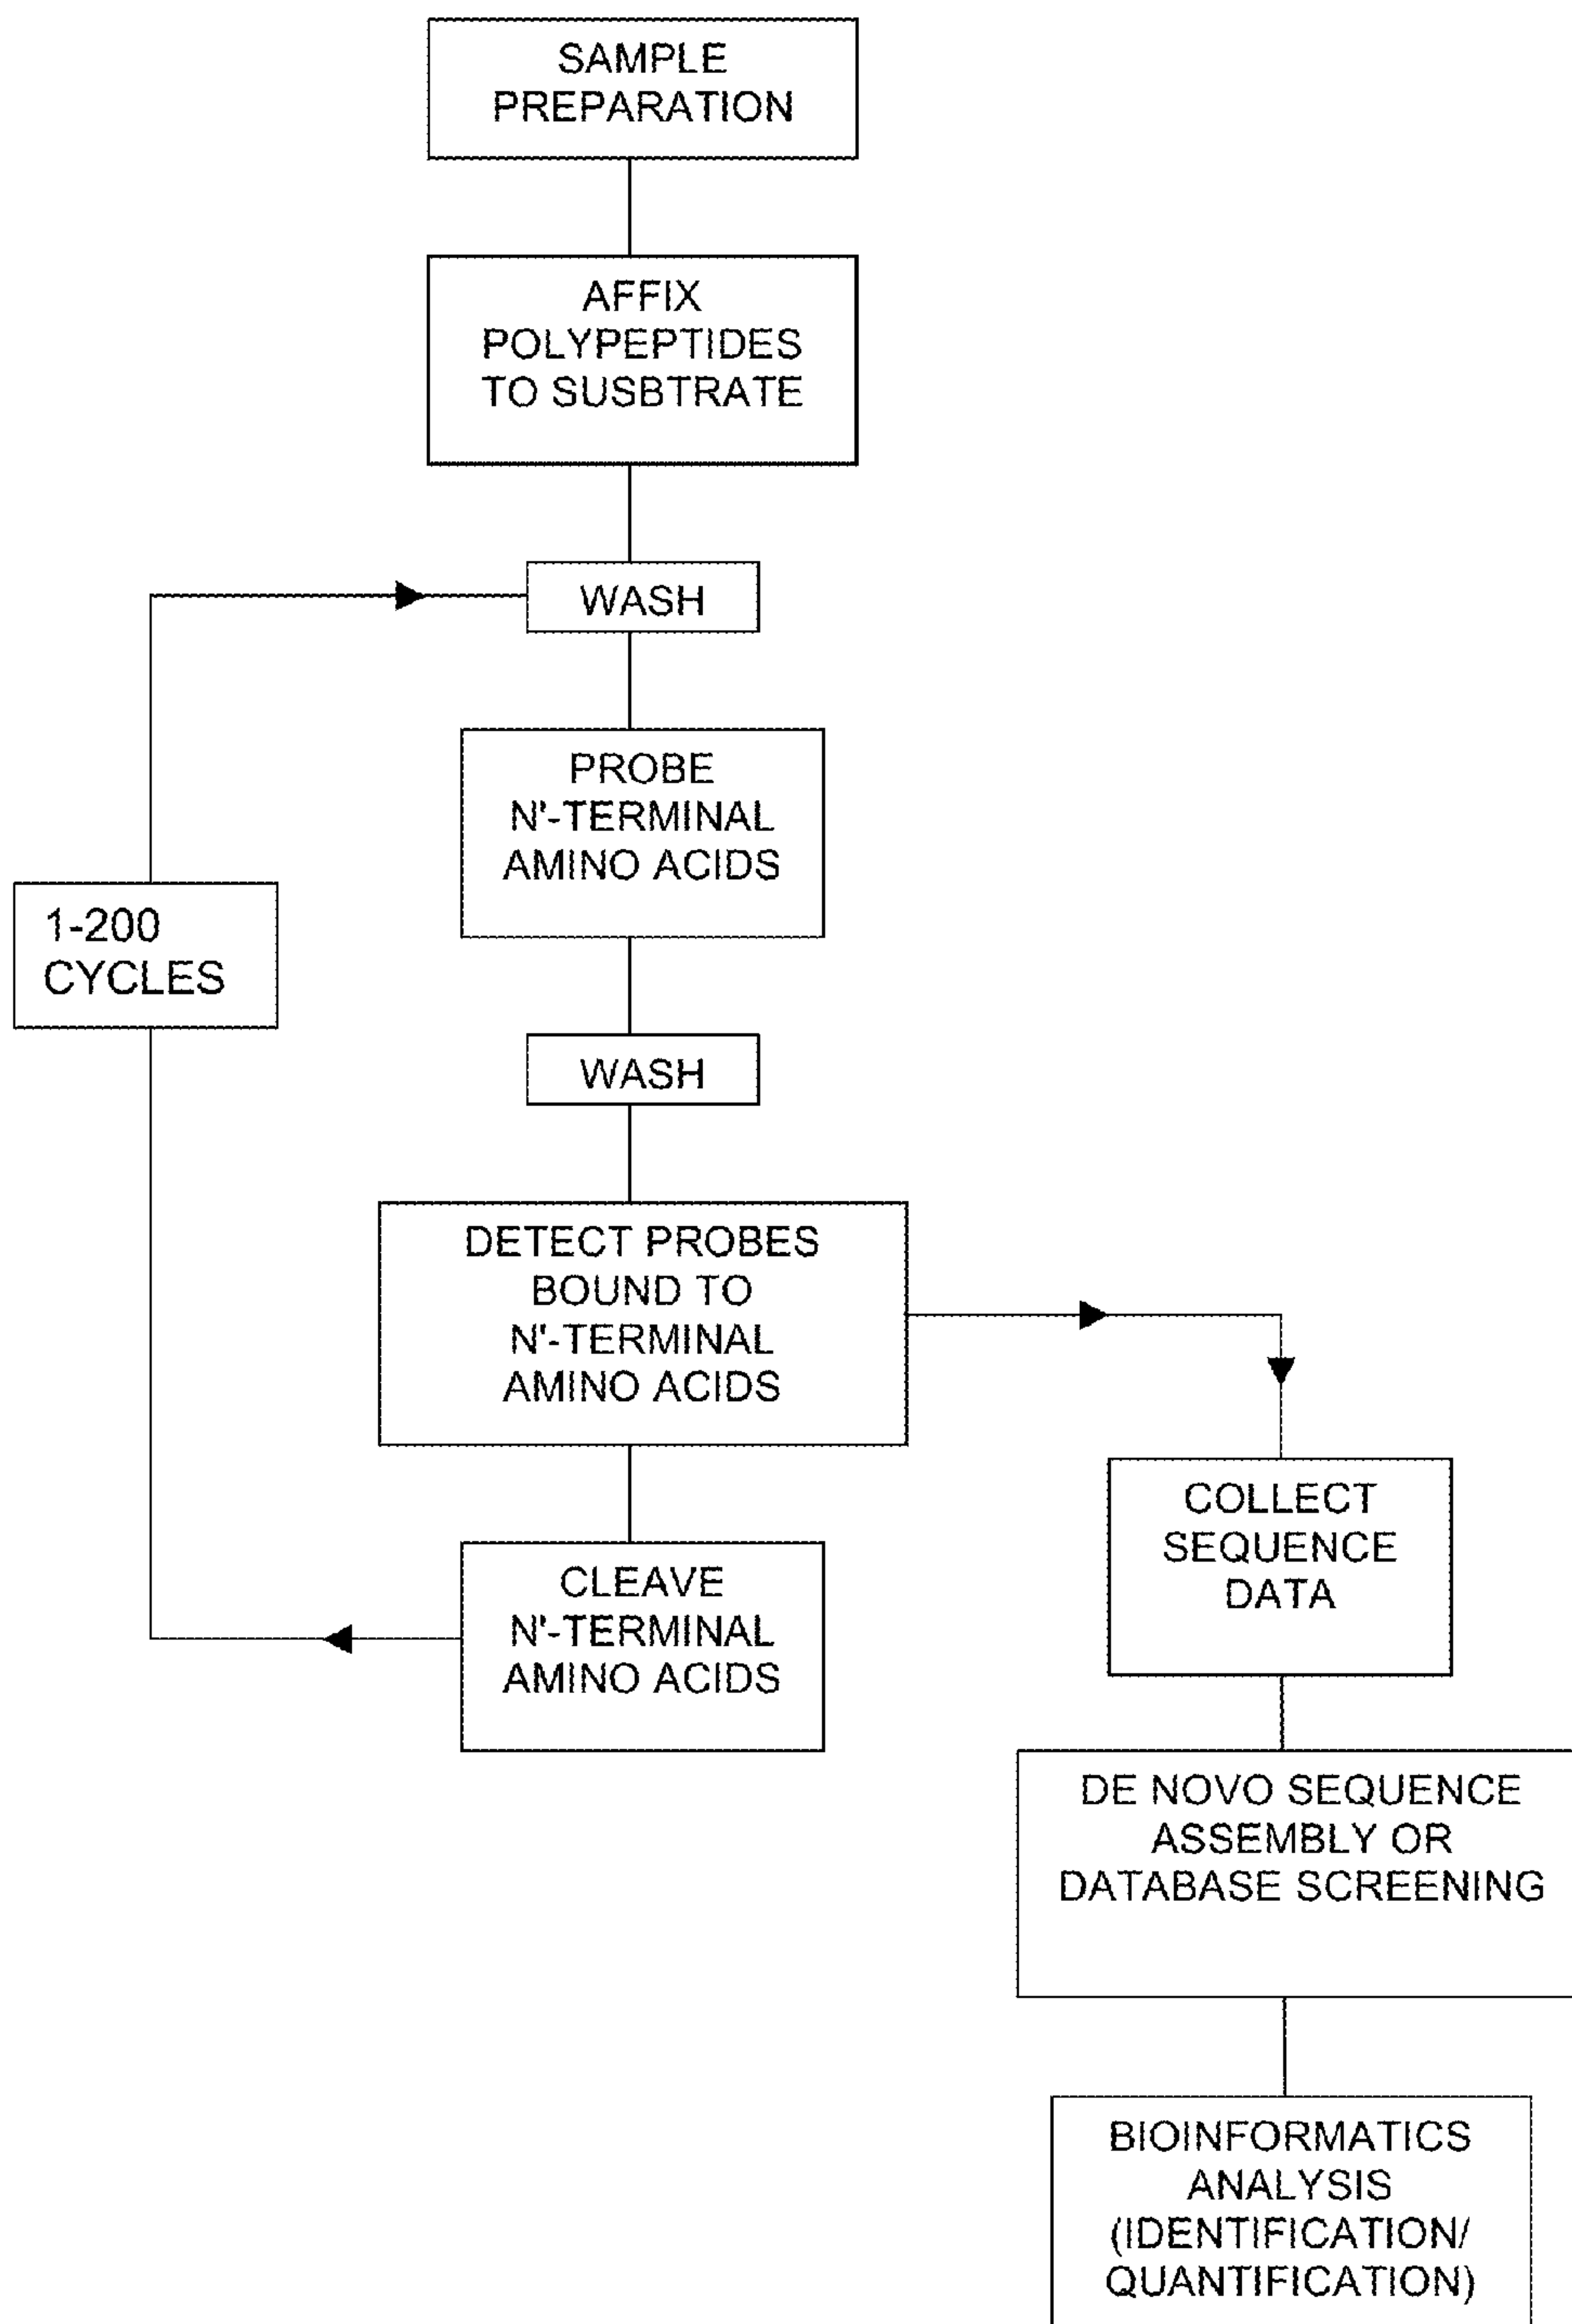 SAMPLE
PREPARATION
AFFIX
POLYPEPTIDES
TO SUSBTRATE
WASH
PROBE
N'-TERMINAL
AMINO ACIDS
1-200
CYCLES
WASH
DETECT PROBES
BOUND TO
N'-TERMINAL
AMINO ACIDS
CLEAVE
N'-TERMINAL
AMINO ACIDS
COLLECT
SEQUENCE
DATA
DE NOVO SEQUENCE
ASSEMBLY OR
DATABASE SCREENING
BIOINFORMATICS
ANALYSIS
(IDENTIFICATION/
QUANTIFICATION)